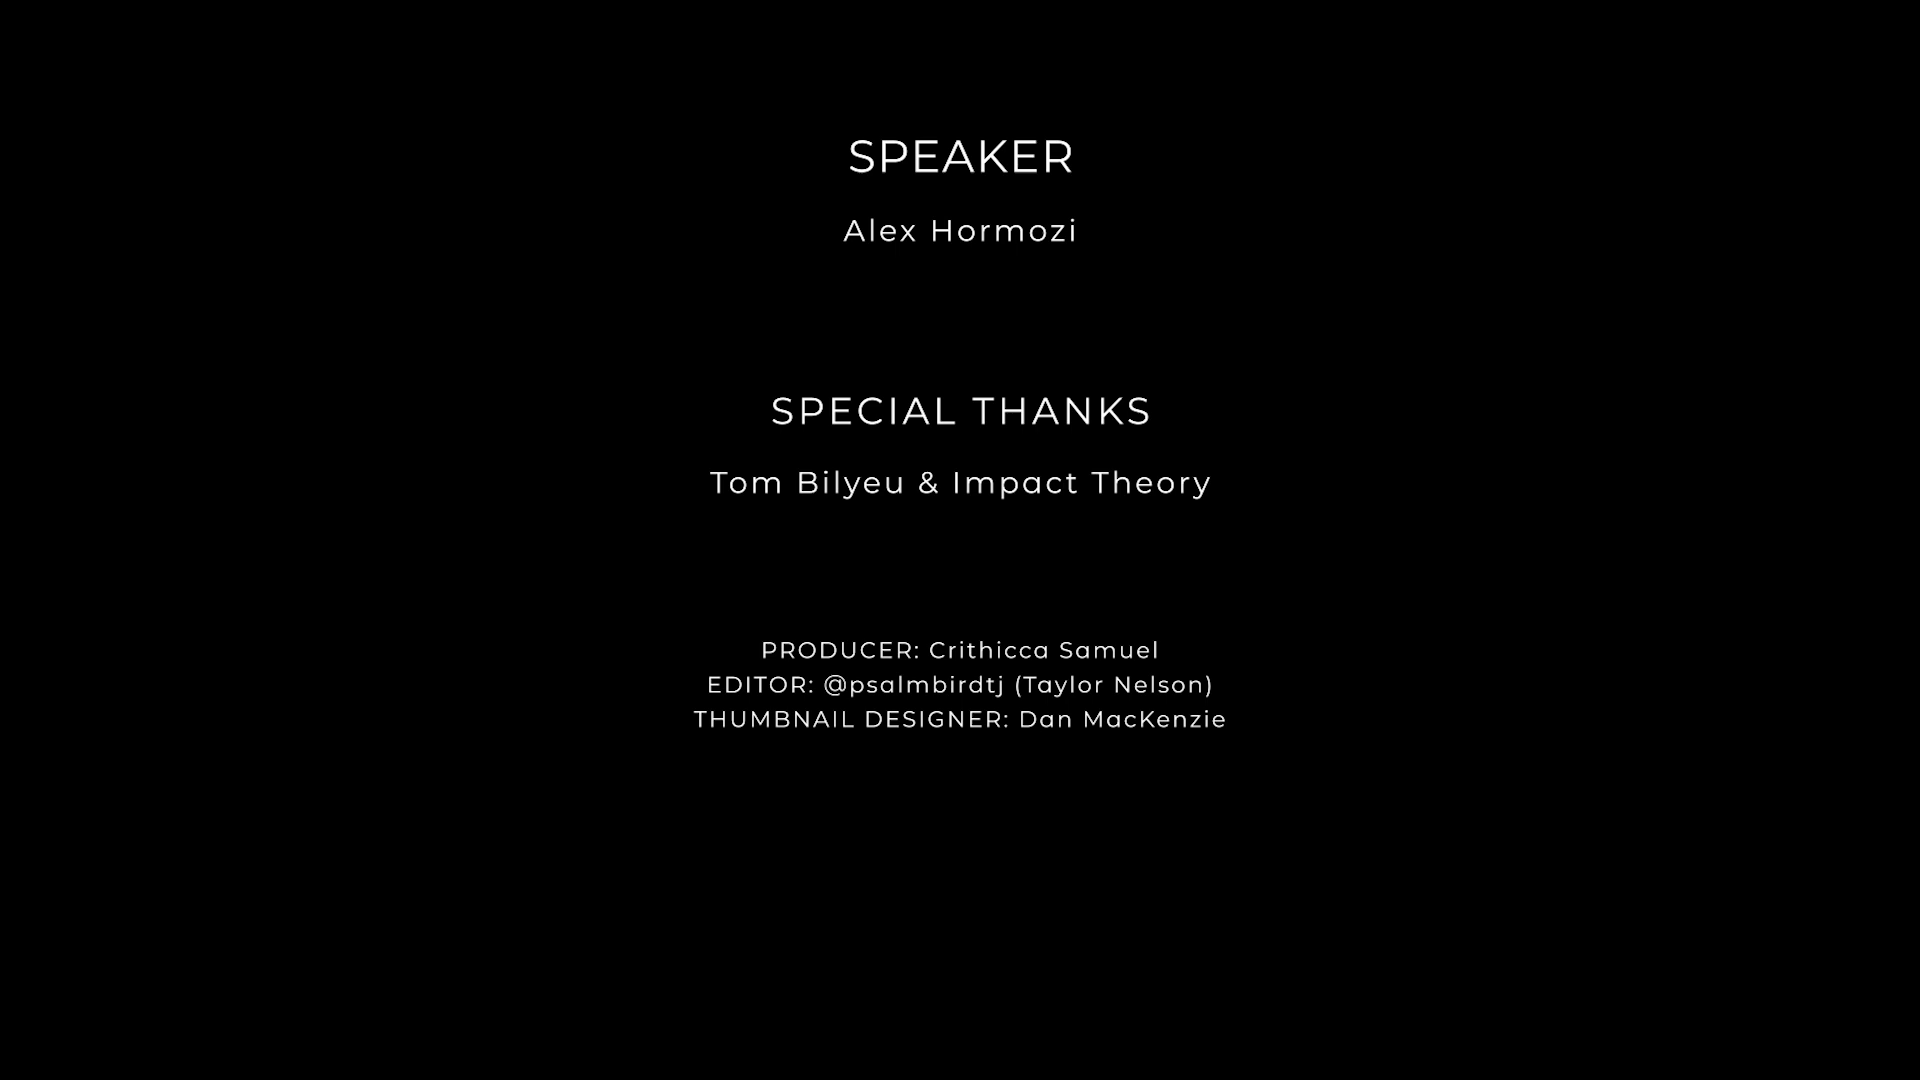 SPEAKER
Alex Hormozi
SPECIAL THANKS
Tom Bilyeu & Impact Theory
PRODUCER: Crithicca Samuel
EDITOR: @psalmbirdtj (Taylor Nelson)
THUMBNAIL DESIGNER: Dan MacKenzie